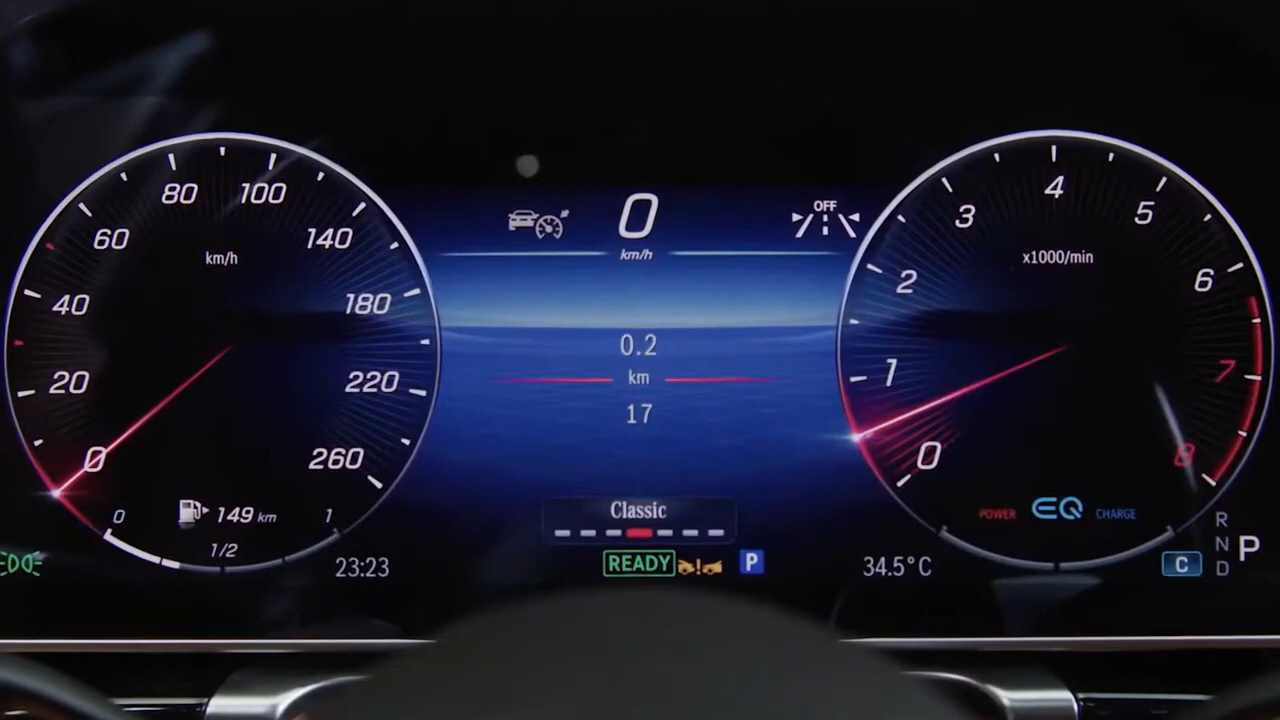 0
20
40
60
80
100
140
180
220
260
km/h
149 km
0
1/2
1
23:23
0
km/h
OFF
0.2
km
17
Classic
READY
P
0
1
2
3
4
5
6
7
8
x1000/min
POWER EQ CHARGE
34.5°C
C
R
N
D
P